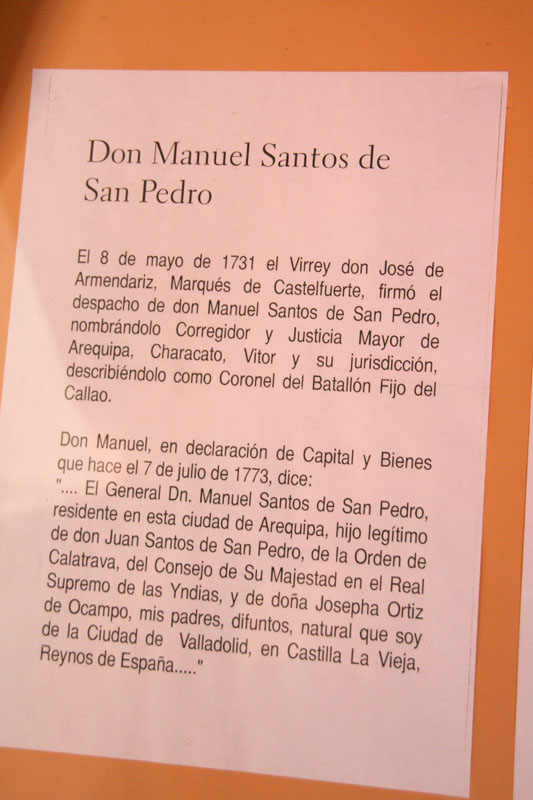 Don Manuel Santos de
San Pedro
El 8 de mayo de 1731 el Virrey don José de
Armendariz, Marqués de Castelfuerte, firmó el
despacho de don Manuel Santos de San Pedro,
nombrándolo Corregidor y Justicia Mayor de
Arequipa, Characato, Vitor y su jurisdicción,
describiéndolo como Coronel del Batallón Fijo del
Callao.
Don Manuel, en declaración de Capital y Bienes
que hace el 7 de julio de 1773, dice:
".... El General Dn. Manuel Santos de San Pedro,
residente en esta ciudad de Arequipa, hijo legítimo
de don Juan Santos de San Pedro, de la Orden de
Calatrava, del Consejo de Su Majestad en el Real
Supremo de las Yndias, y de doña Josepha Ortiz
de Ocampo, mis padres, difuntos, natural que soy
de la Ciudad de Valladolid, en Castilla La Vieja,
Reynos de España....."